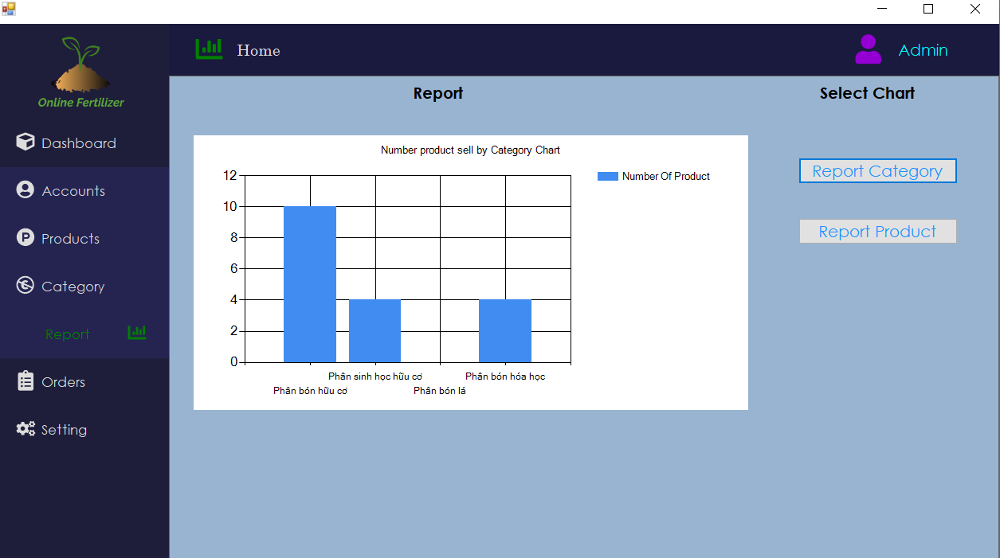 Home
Admin
Online Fertilizer
Dashboard
Accounts
Products
P
Category
Report
Orders
Setting
Report
Select Chart
Number product sell by Category Chart
Number Of Product
12
10
8
6
4
2
0
Phân sinh học hữu cơ
Phân bón hóa học
Phân bón hữu cơ
Phân bón lá
Report Category
Report Product